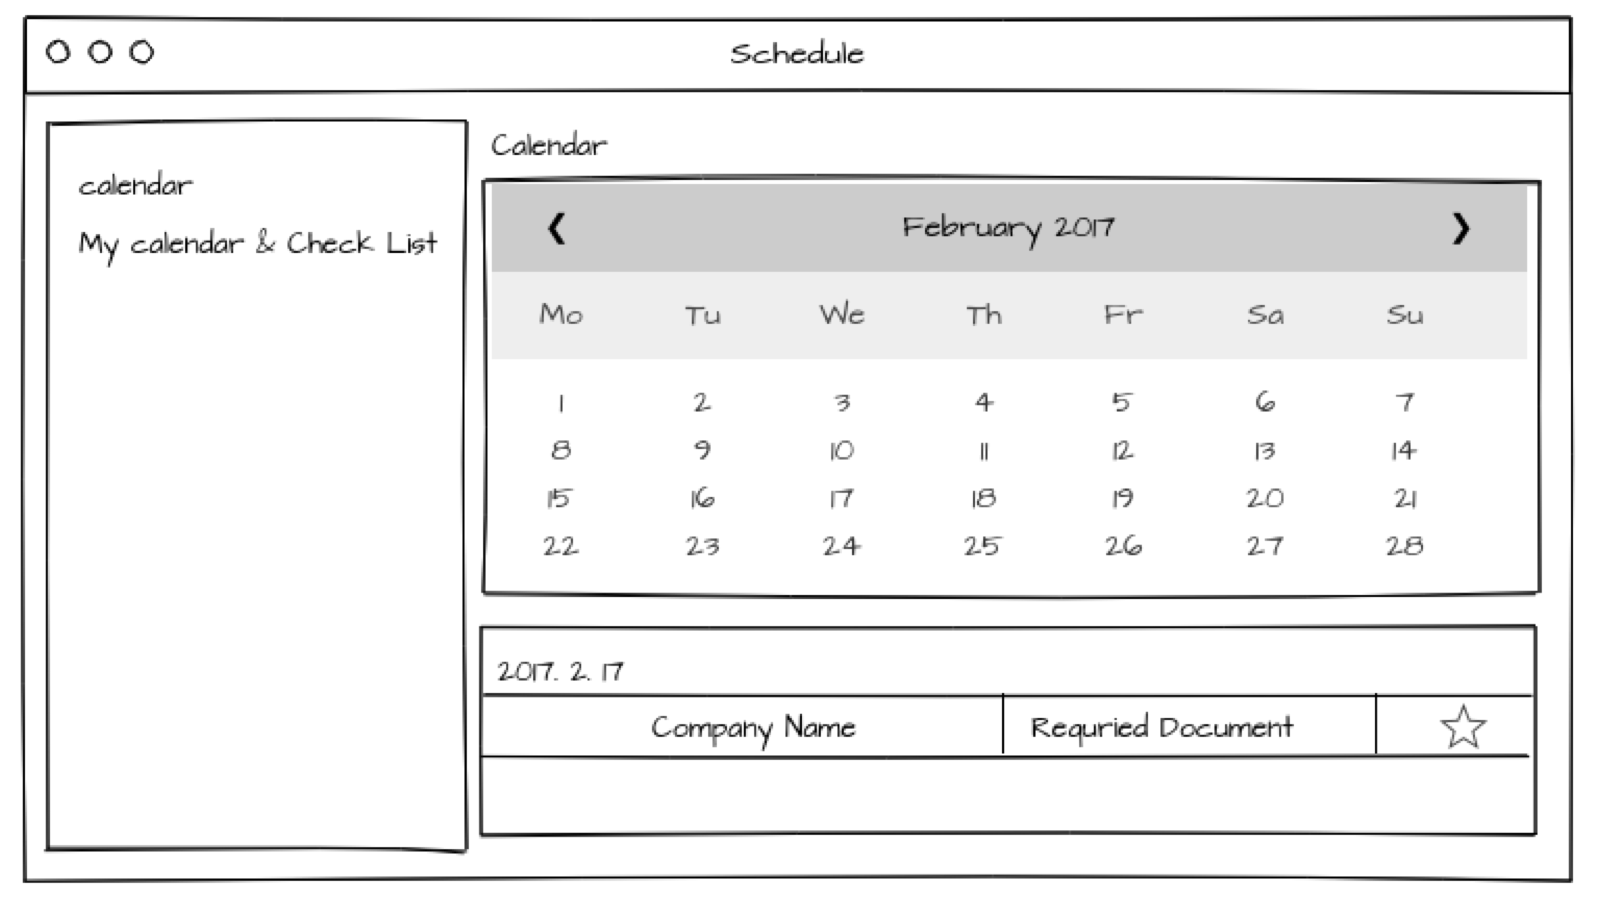 Schedule
calendar
My calendar & Check List
Calendar
❮ February 2017 ❯
Mo Tu We Th Fr Sa Su
1 2 3 4 5 6 7
8 9 10 11 12 13 14
15 16 17 18 19 20 21
22 23 24 25 26 27 28
2017. 2. 17
Company Name Requried Document